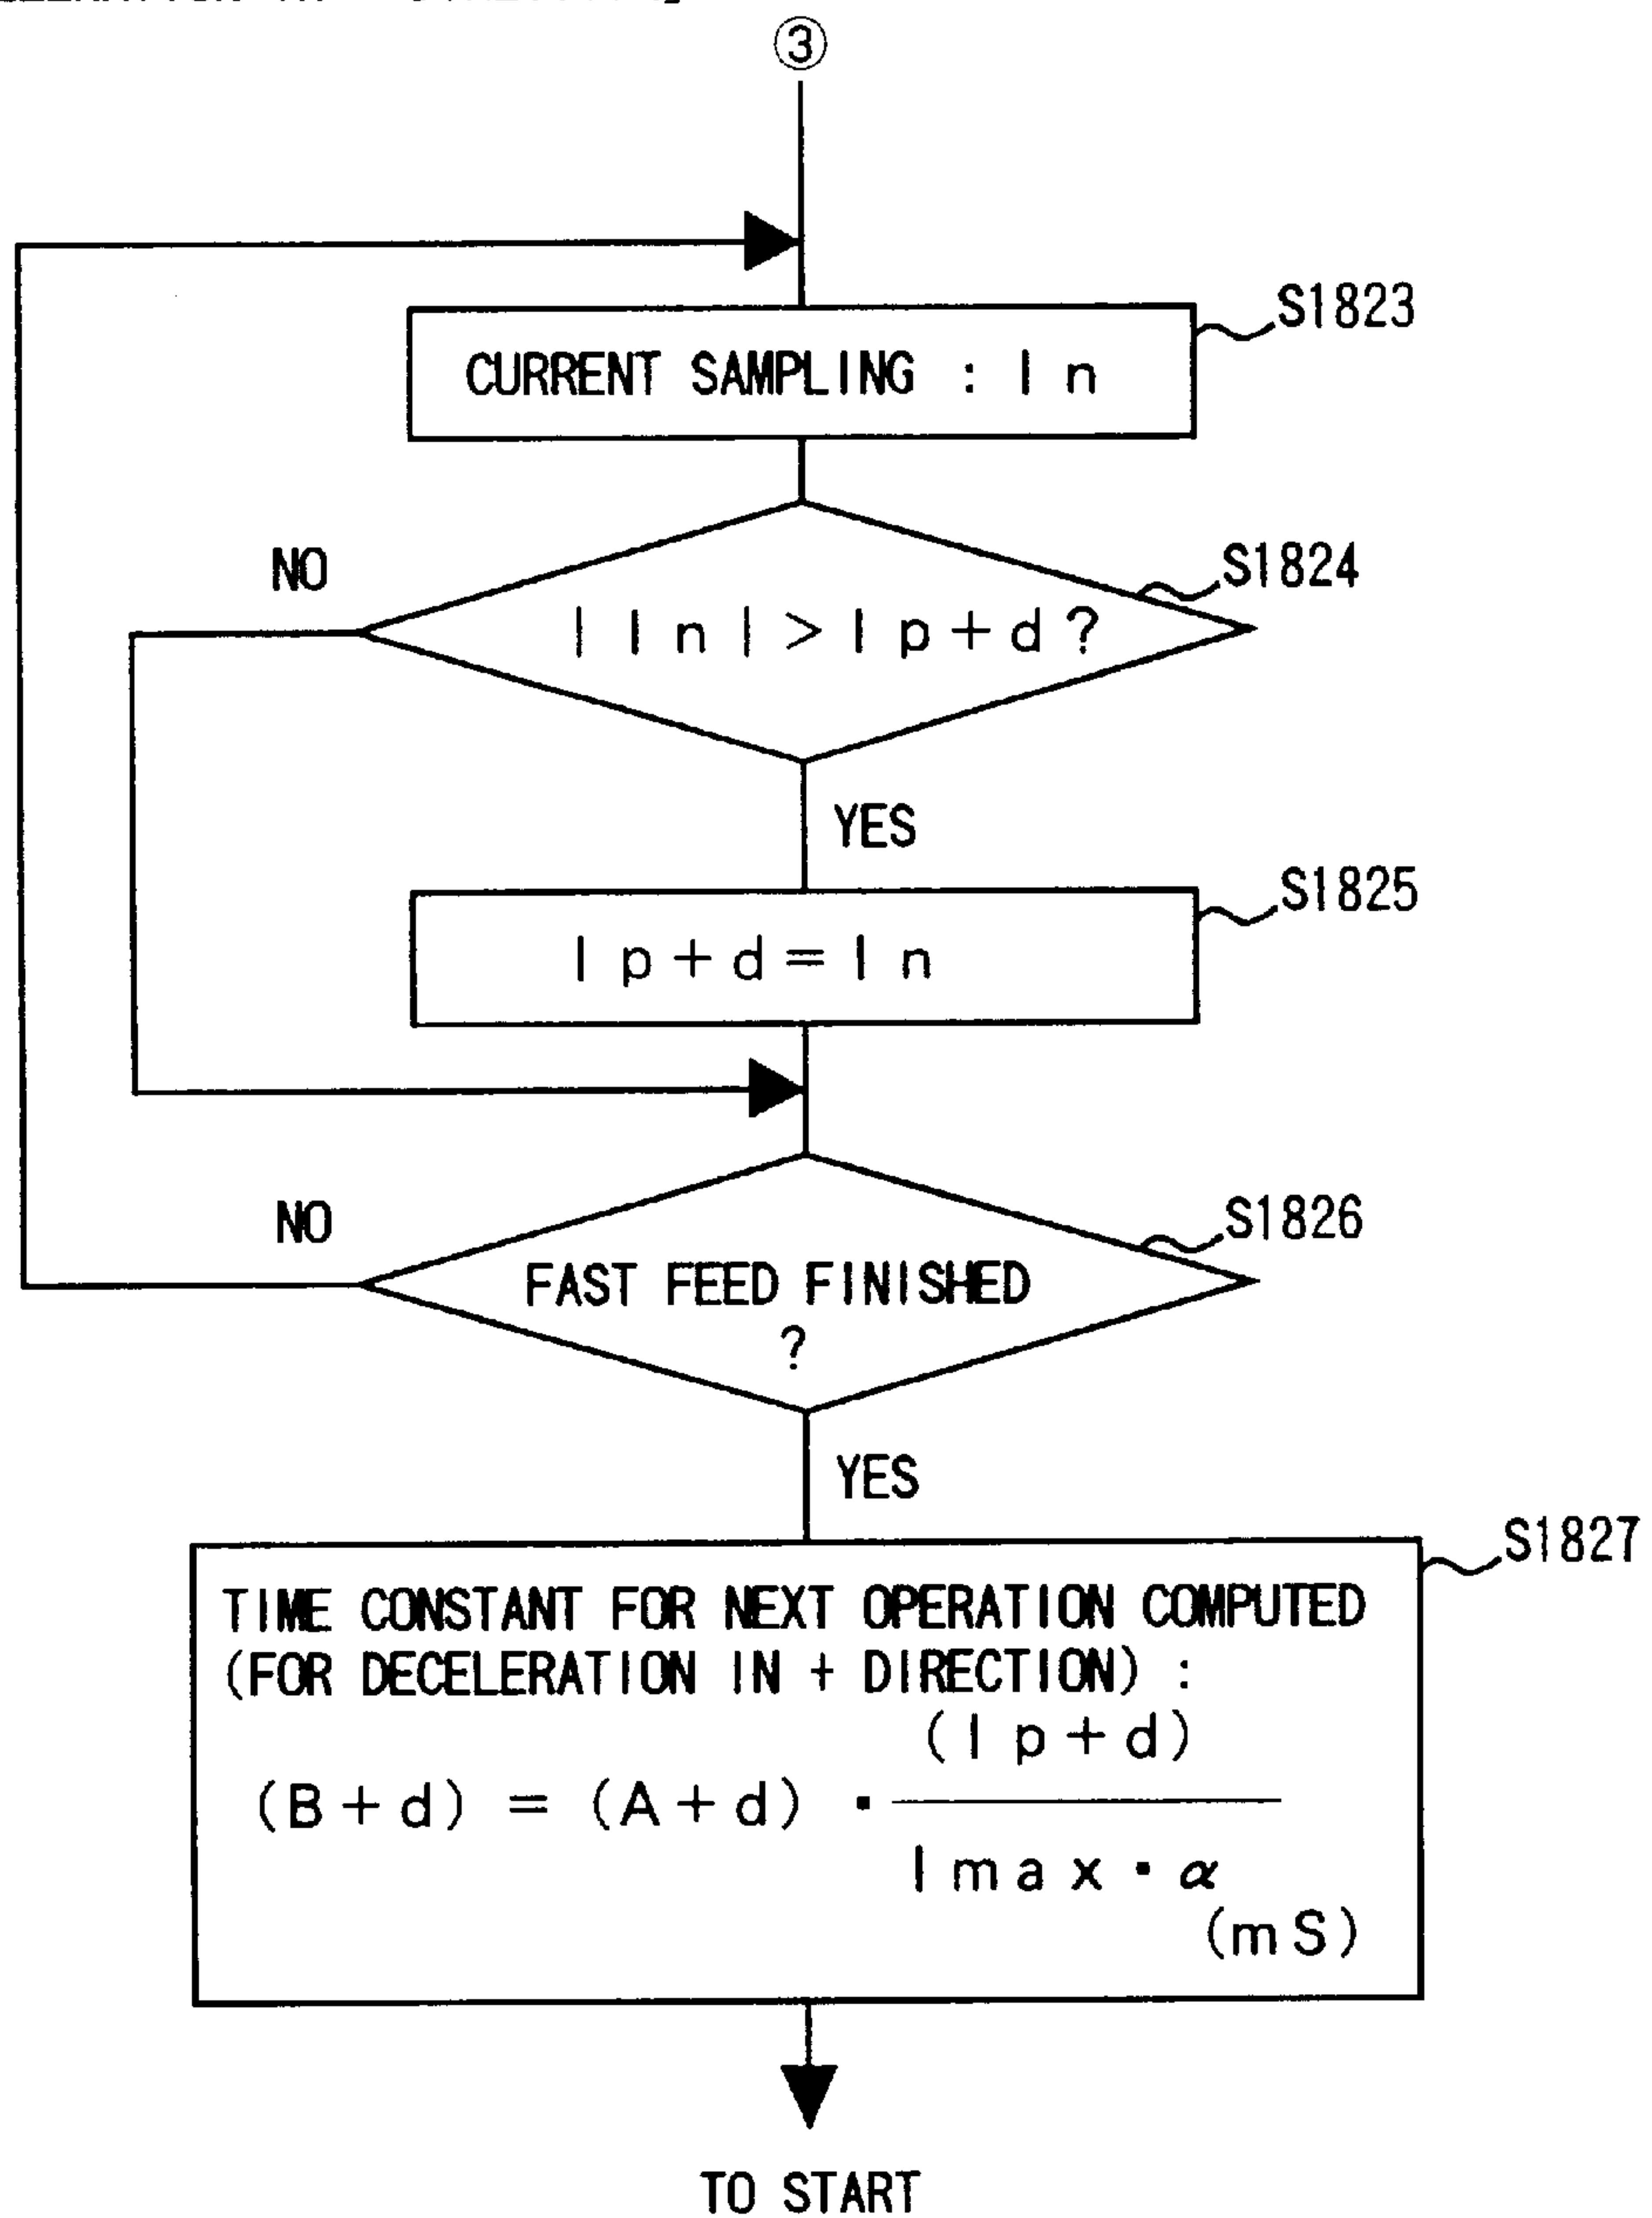 ③
S1823
CURRENT SAMPLING : In
S1824
NO
|In|>Ip+d?
YES
S1825
Ip+d=In
NO
S1826
FAST FEED FINISHED
?
YES
S1827
TIME CONSTANT FOR NEXT OPERATION COMPUTED
(FOR DECELERATION IN + DIRECTION) :
(Ip+d)
(B+d) = (A+d) ·
Imax·α
(mS)
TO START